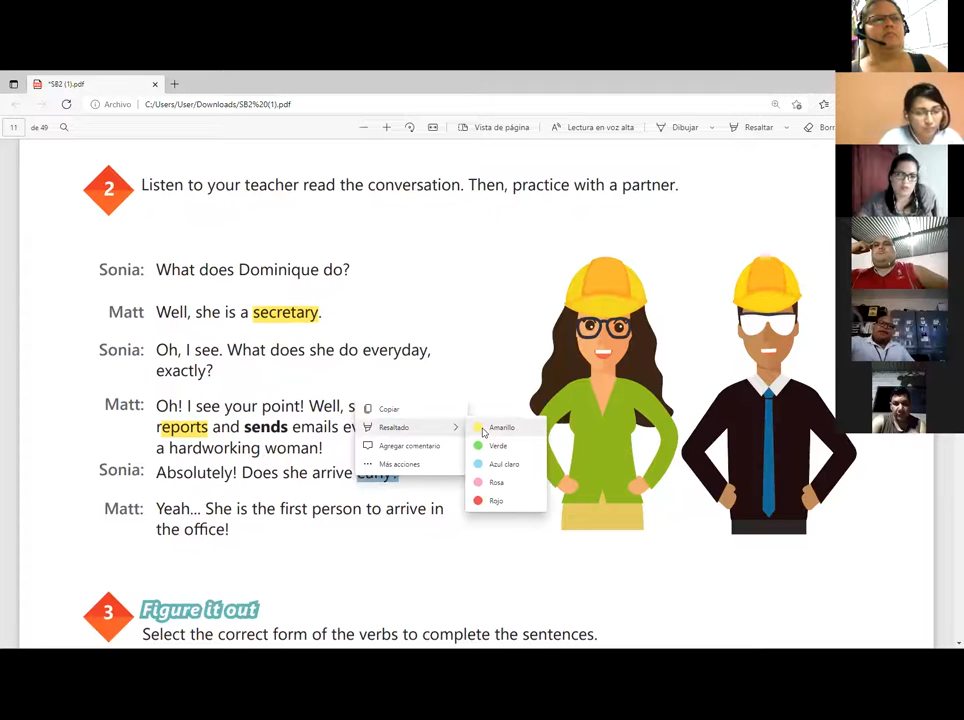 *SB2 (1).pdf
Archivo
C:/Users/User/Downloads/SB2%20(1).pdf
11 de 49
Vista de página
Lectura en voz alta
Dibujar
Resaltar
Borr
2
Listen to your teacher read the conversation. Then, practice with a partner.
Sonia: What does Dominique do?
Matt Well, she is a secretary.
Sonia: Oh, I see. What does she do everyday,
exactly?
Matt: Oh! I see your point! Well, s
reports and sends emails ev
a hardworking woman!
Sonia: Absolutely! Does she arrive early?
Matt: Yeah... She is the first person to arrive in
the office!
Copiar
Resaltado
Agregar comentario
Más acciones
Amarillo
Verde
Azul claro
Rosa
Rojo
3
Figure it out
Select the correct form of the verbs to complete the sentences.